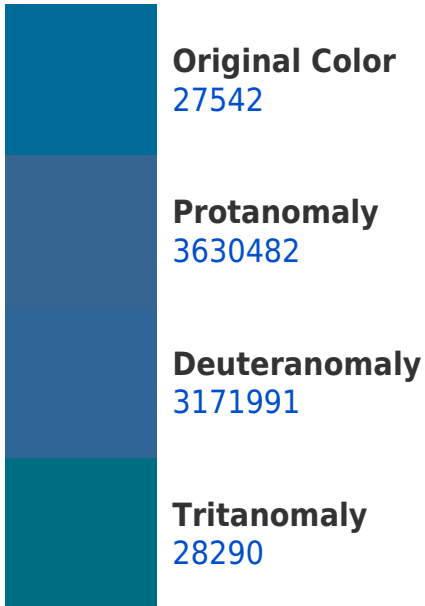 Original Color
27542
Protanomaly
3630482
Deuteranomaly
3171991
Tritanomaly
28290